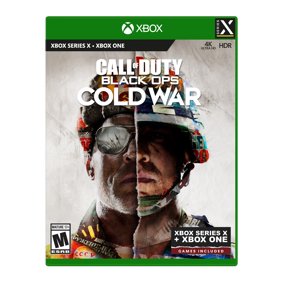 XBOX
XBOX SERIES X • XBOX ONE
4K
ULTRA HD
HDR
X
CALL OF DUTY
BLACK OPS
COLD WAR
MATURE 17+
M
ESRB
CCCP
XBOX SERIES X
+ XBOX ONE
GAMES INCLUDED